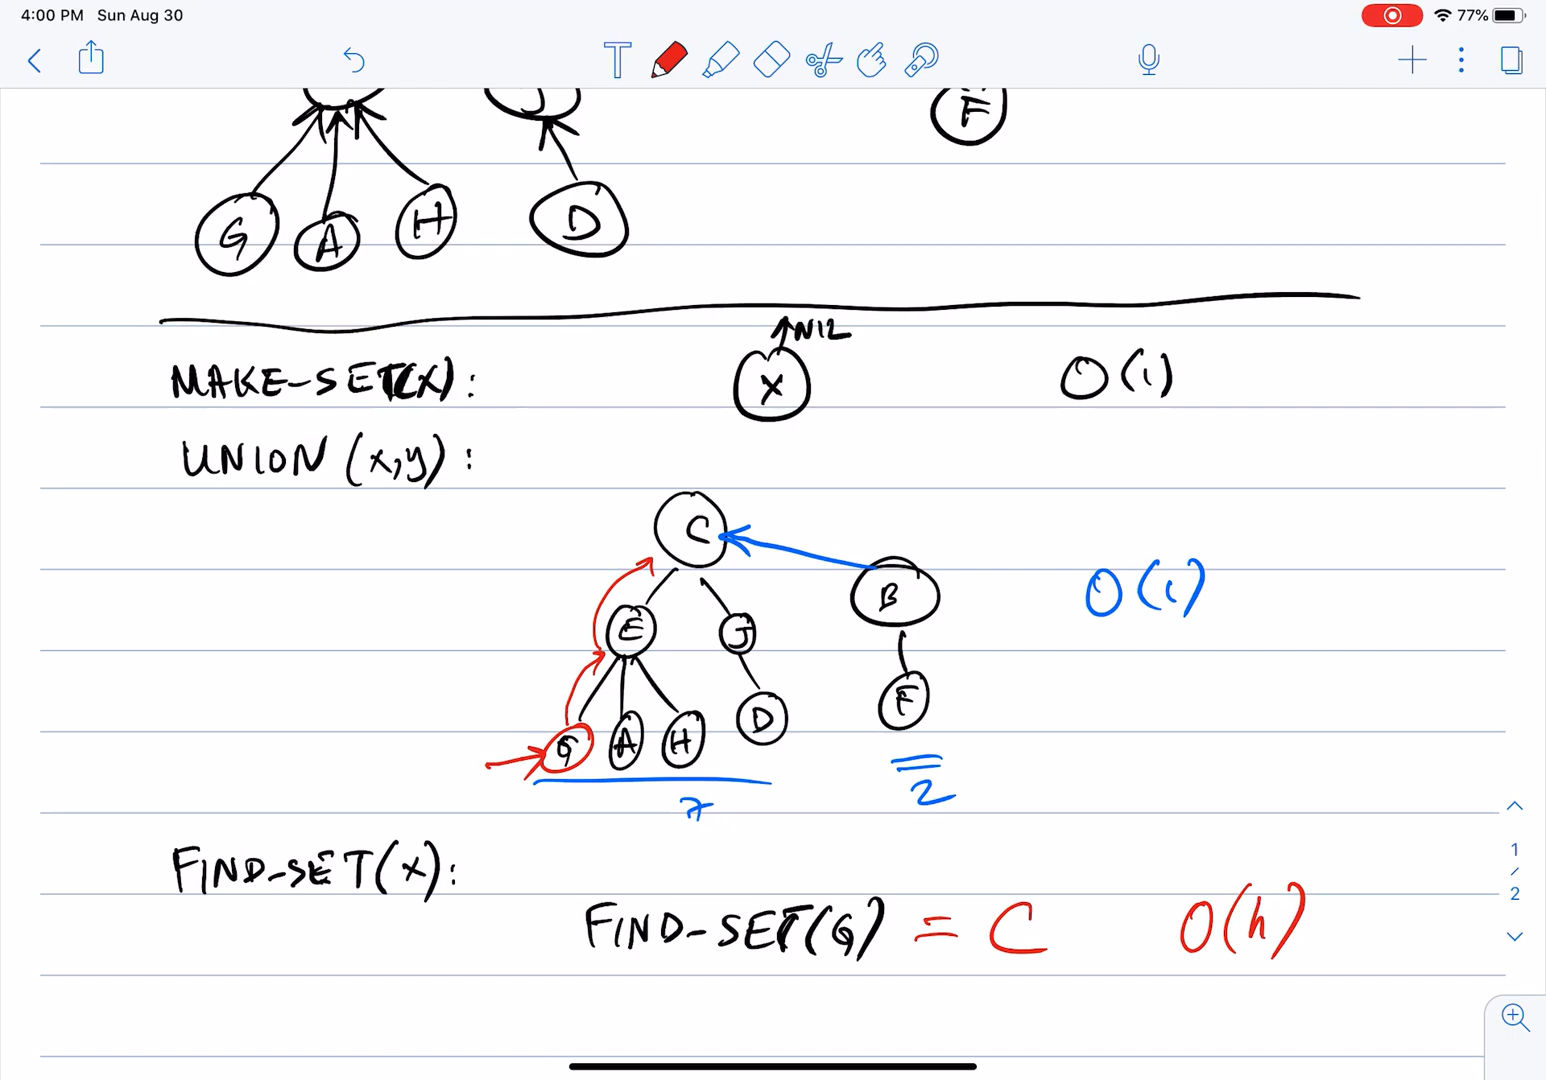 4:00 PM Sun Aug 30
77%
T
J
F
G A H D
NIL
MAKE-SET(X): X O(1)
UNION (x,y):
C
B O(1)
E J
F
G A H D
7 2
FIND-SET(X):
FIND-SET(G) = C O(h)
1
/
2